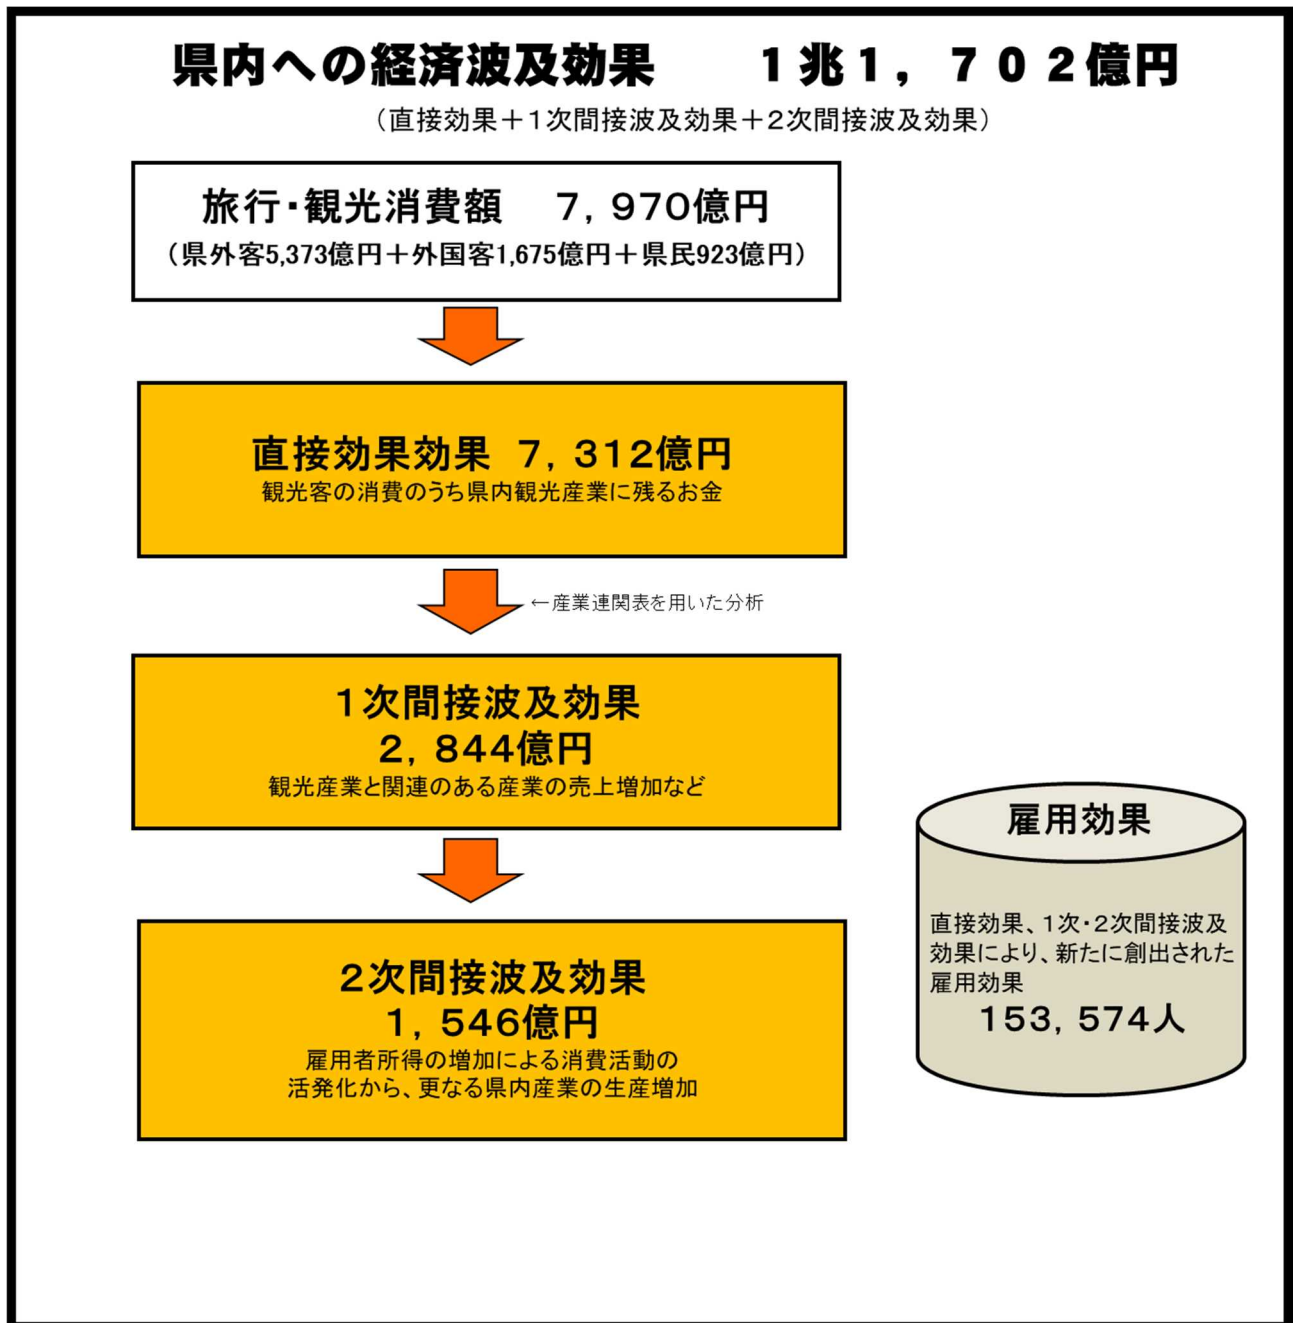 県内への経済波及効果　１兆１，７０２億円
（直接効果＋１次間接波及効果＋２次間接波及効果）
旅行・観光消費額　７，９７０億円
（県外客5,373億円＋外国客1,675億円＋県民923億円）
直接効果効果　７，３１２億円
観光客の消費のうち県内観光産業に残るお金
←産業連関表を用いた分析
１次間接波及効果
２，８４４億円
観光産業と関連のある産業の売上増加など
２次間接波及効果
１，５４６億円
雇用者所得の増加による消費活動の
活発化から、更なる県内産業の生産増加
雇用効果
直接効果、１次・２次間接波及
効果により、新たに創出された
雇用効果
１５３，５７４人